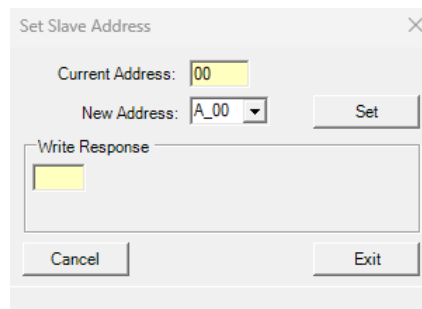 Set Slave Address
Current Address: 00
New Address: A_00 Set
Write Response
Cancel Exit